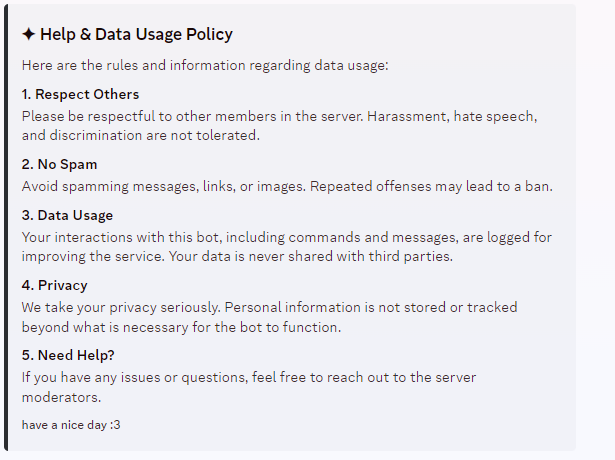 ✦ Help & Data Usage Policy
Here are the rules and information regarding data usage:
1. Respect Others
Please be respectful to other members in the server. Harassment, hate speech,
and discrimination are not tolerated.
2. No Spam
Avoid spamming messages, links, or images. Repeated offenses may lead to a ban.
3. Data Usage
Your interactions with this bot, including commands and messages, are logged for
improving the service. Your data is never shared with third parties.
4. Privacy
We take your privacy seriously. Personal information is not stored or tracked
beyond what is necessary for the bot to function.
5. Need Help?
If you have any issues or questions, feel free to reach out to the server
moderators.
have a nice day :3